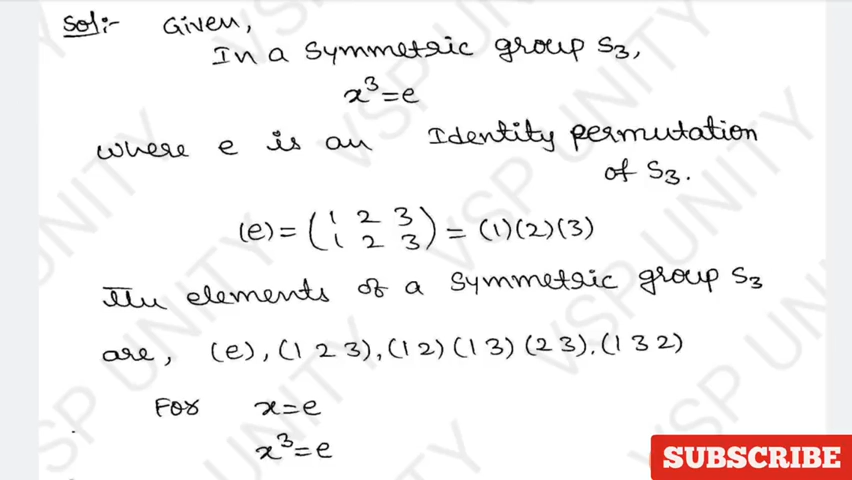 Sol:- Given,
In a Symmetric group S₃,
x³ = e
where e is an Identity permutation
of S₃.
(e) = ( 1 2 3
1 2 3 ) = (1)(2)(3)
The elements of a Symmetric group S₃
are, (e), (1 2 3), (1 2) (1 3) (2 3), (1 3 2)
For x = e
x³ = e
SUBSCRIBE
VSP UNITY